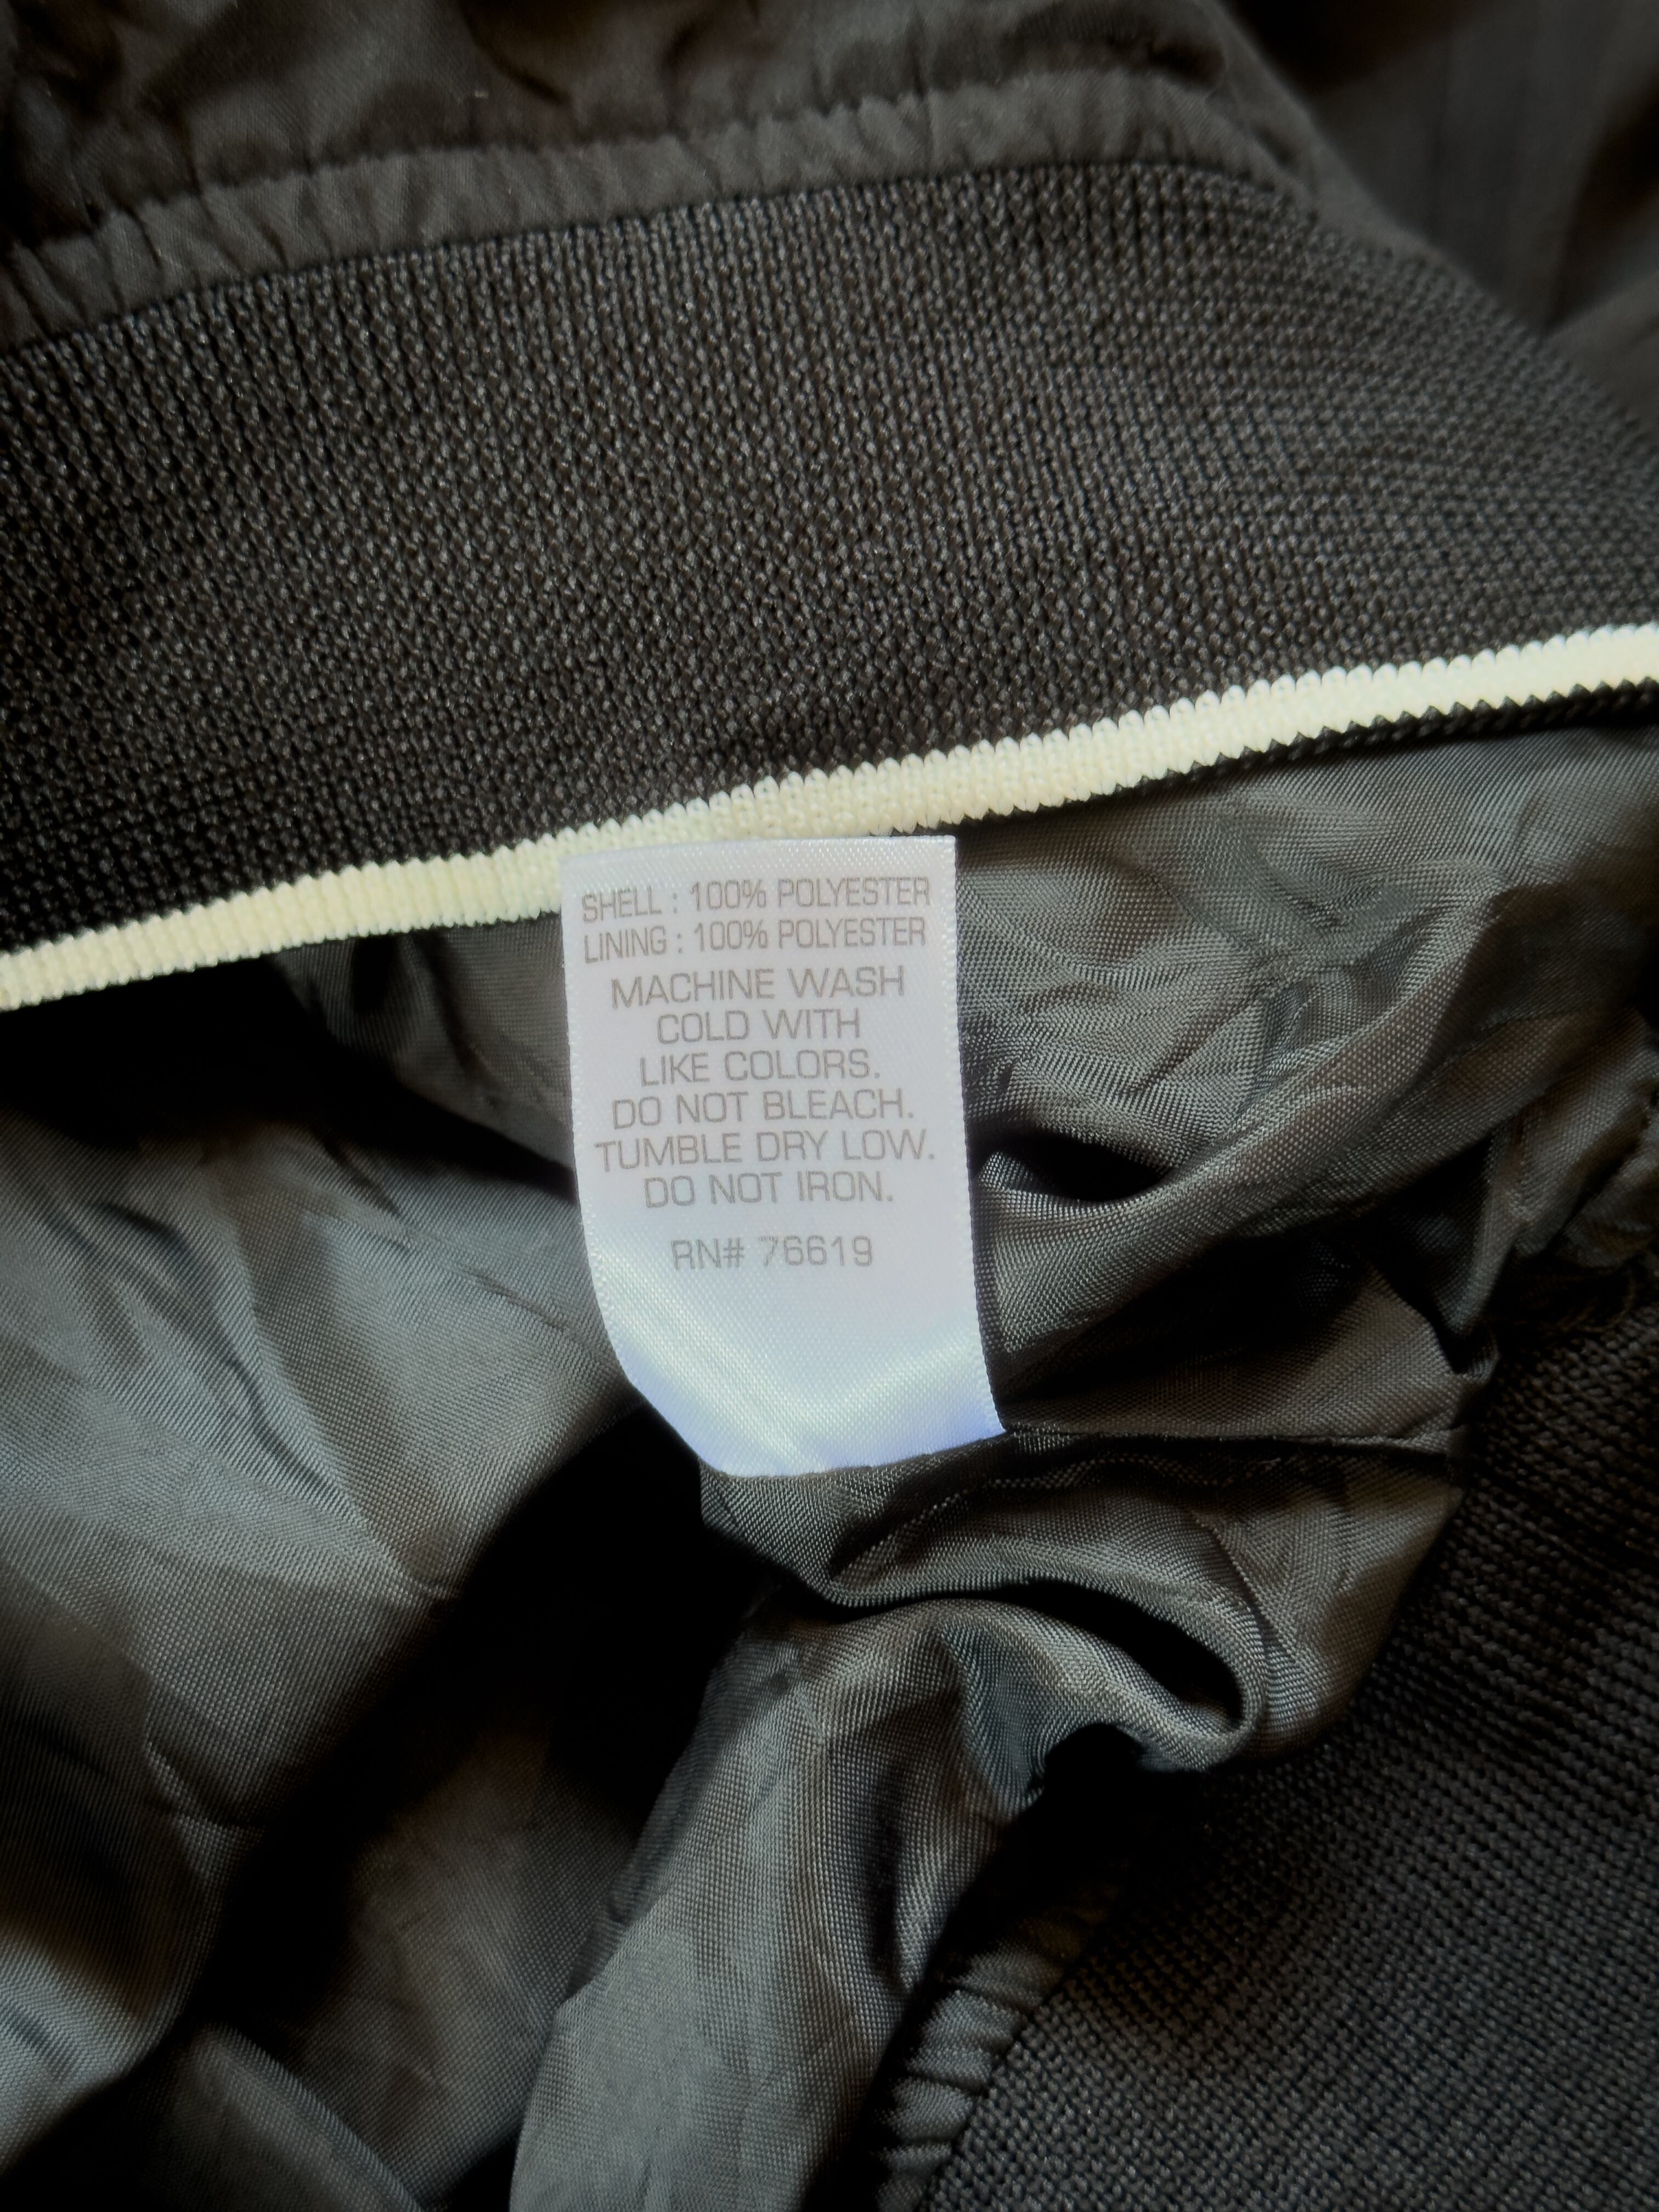 SHELL : 100% POLYESTER
LINING : 100% POLYESTER
MACHINE WASH
COLD WITH
LIKE COLORS.
DO NOT BLEACH.
TUMBLE DRY LOW.
DO NOT IRON.
RN# 76619